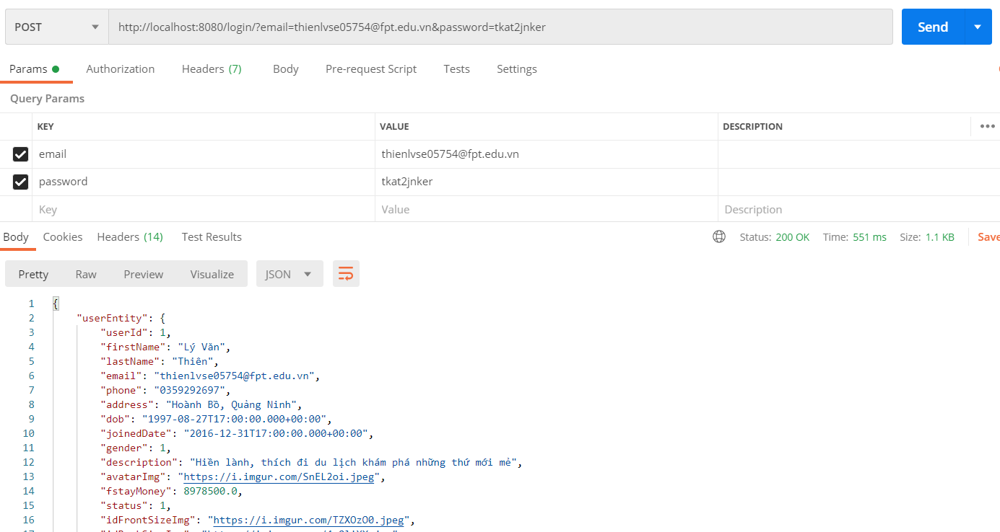 POST http://localhost:8080/login/?email=thienlvse05754@fpt.edu.vn&password=tkat2jnker Send
Params Authorization Headers (7) Body Pre-request Script Tests Settings
Query Params
KEY VALUE DESCRIPTION
email thienlvse05754@fpt.edu.vn
password tkat2jnker
Key Value Description
Body Cookies Headers (14) Test Results Status: 200 OK Time: 551 ms Size: 1.1 KB Save
Pretty Raw Preview Visualize JSON
1 {
2 "userEntity": {
3 "userId": 1,
4 "firstName": "Lý Văn",
5 "lastName": "Thiên",
6 "email": "thienlvse05754@fpt.edu.vn",
7 "phone": "0359292697",
8 "address": "Hoành Bồ, Quảng Ninh",
9 "dob": "1997-08-27T17:00:00.000+00:00",
10 "joinedDate": "2016-12-31T17:00:00.000+00:00",
11 "gender": 1,
12 "description": "Hiền lành, thích đi du lịch khám phá những thứ mới mẻ",
13 "avatarImg": "https://i.imgur.com/SnEL2oi.jpeg",
14 "fstayMoney": 8978500.0,
15 "status": 1,
16 "idFrontSizeImg": "https://i.imgur.com/TZXOzO0.jpeg",
17